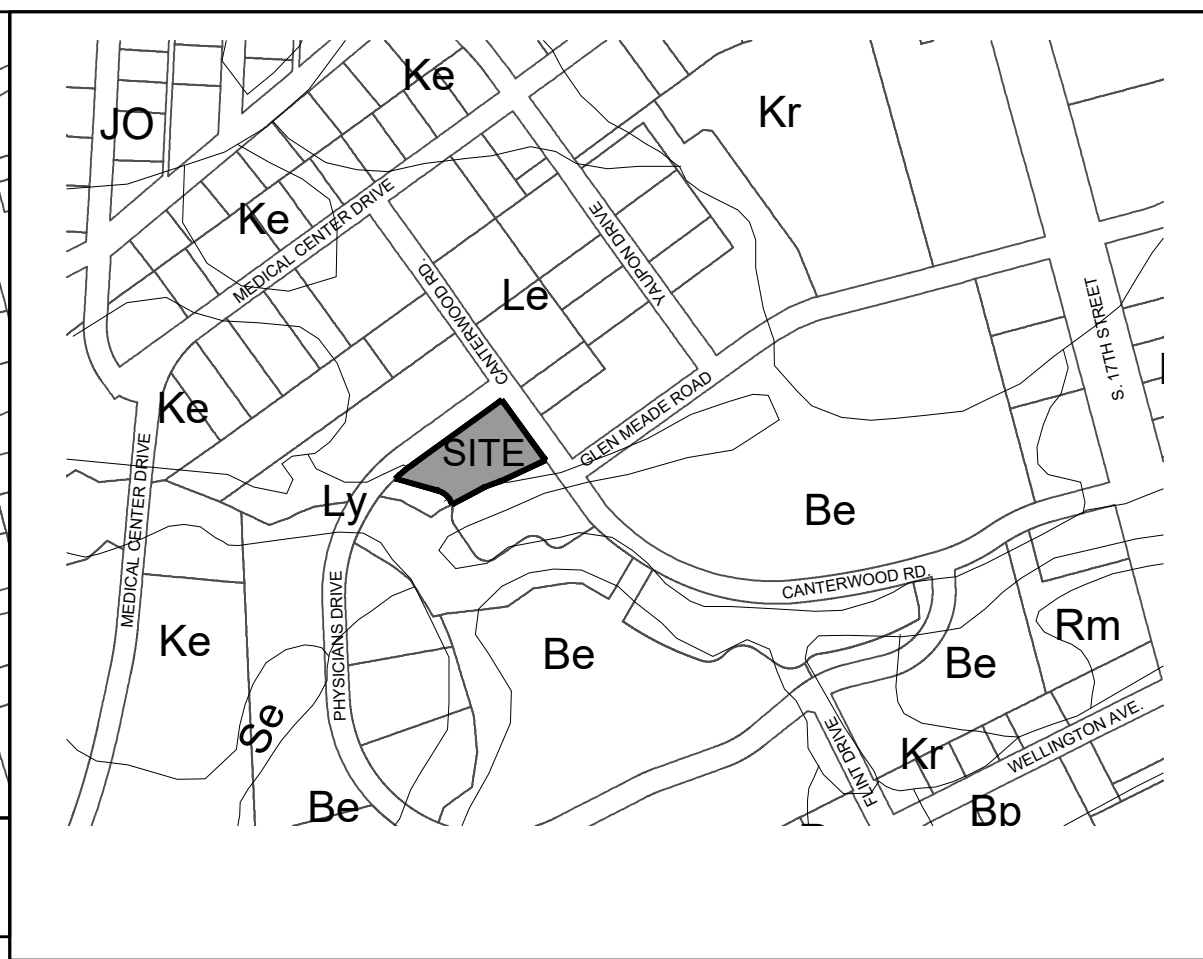 Ke
Kr
JO
Ke
MEDICAL CENTER DRIVE
YAUPON DRIVE
CANTERWOOD RD.
Le
S. 17TH STREET
Ke
GLEN MEADE ROAD
SITE
Ly
Be
MEDICAL CENTER DRIVE
PHYSICIANS DRIVE
CANTERWOOD RD.
Ke
Be
Be
Rm
Se
FLINT DRIVE
Kr
WELLINGTON AVE.
Be
Bp